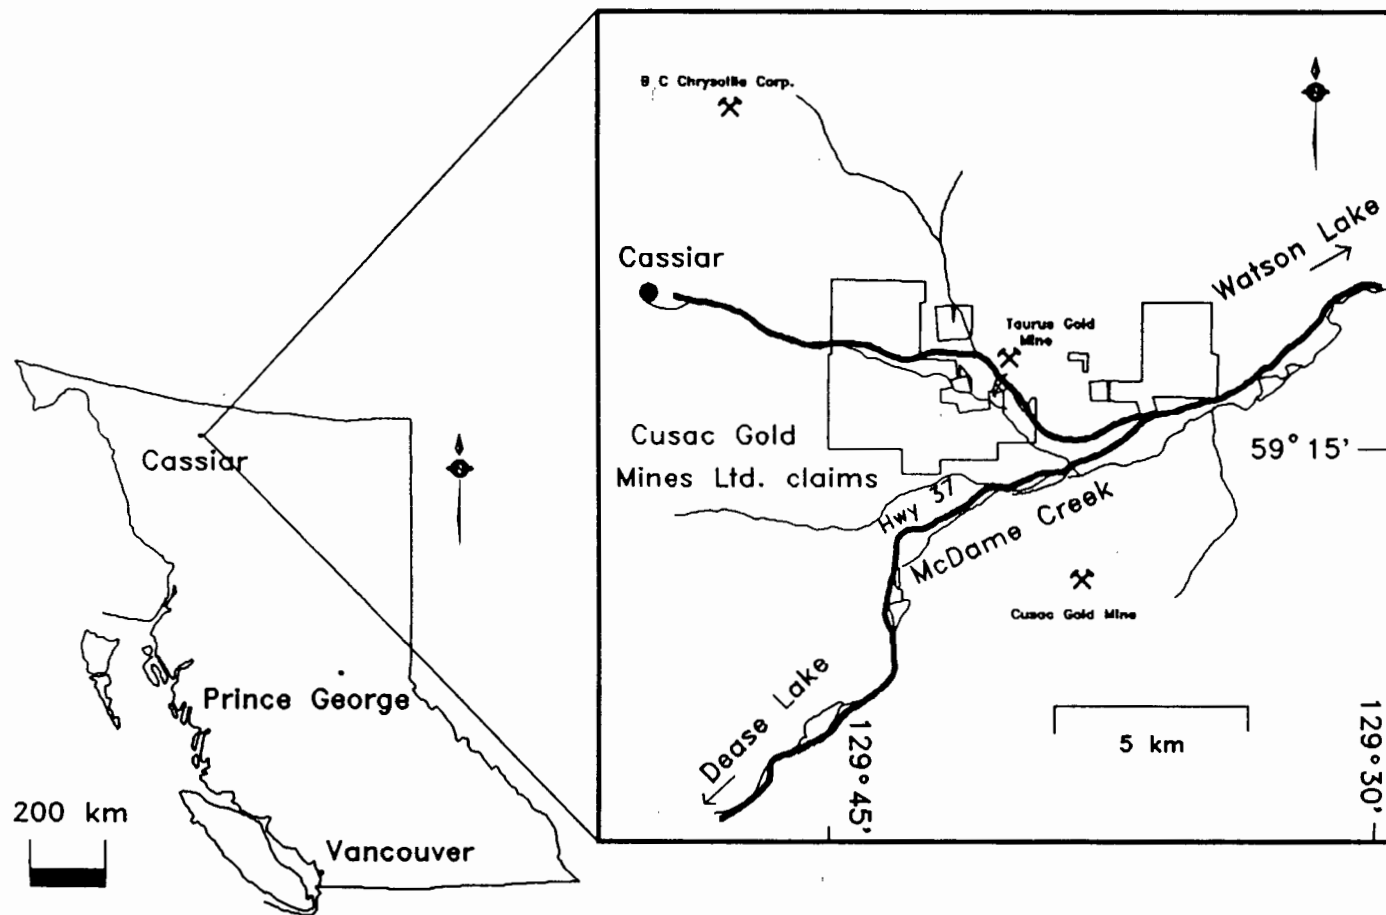 B C Chrysotile Corp.
Watson Lake
Cassiar
Taurus Gold
Mine
Cusac Gold
Mines Ltd. claims
59° 15'
Hwy 37
McDame Creek
Cusac Gold Mine
Dease Lake
5 km
129° 45'
129° 30'
Cassiar
Prince George
200 km
Vancouver